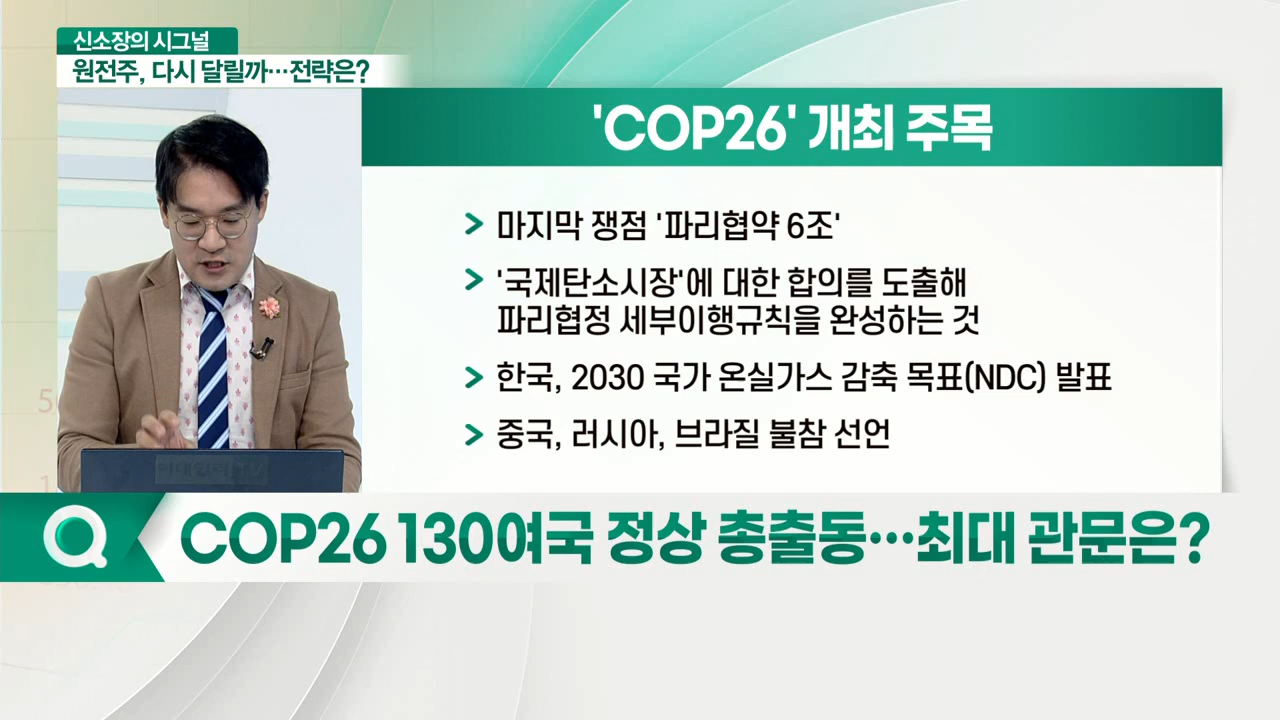 신소장의 시그널
원전주, 다시 달릴까…전략은?
'COP26' 개최 주목
> 마지막 쟁점 '파리협약 6조'
> '국제탄소시장'에 대한 합의를 도출해
파리협정 세부이행규칙을 완성하는 것
> 한국, 2030 국가 온실가스 감축 목표(NDC) 발표
> 중국, 러시아, 브라질 불참 선언
COP26 130여국 정상 총출동…최대 관문은?